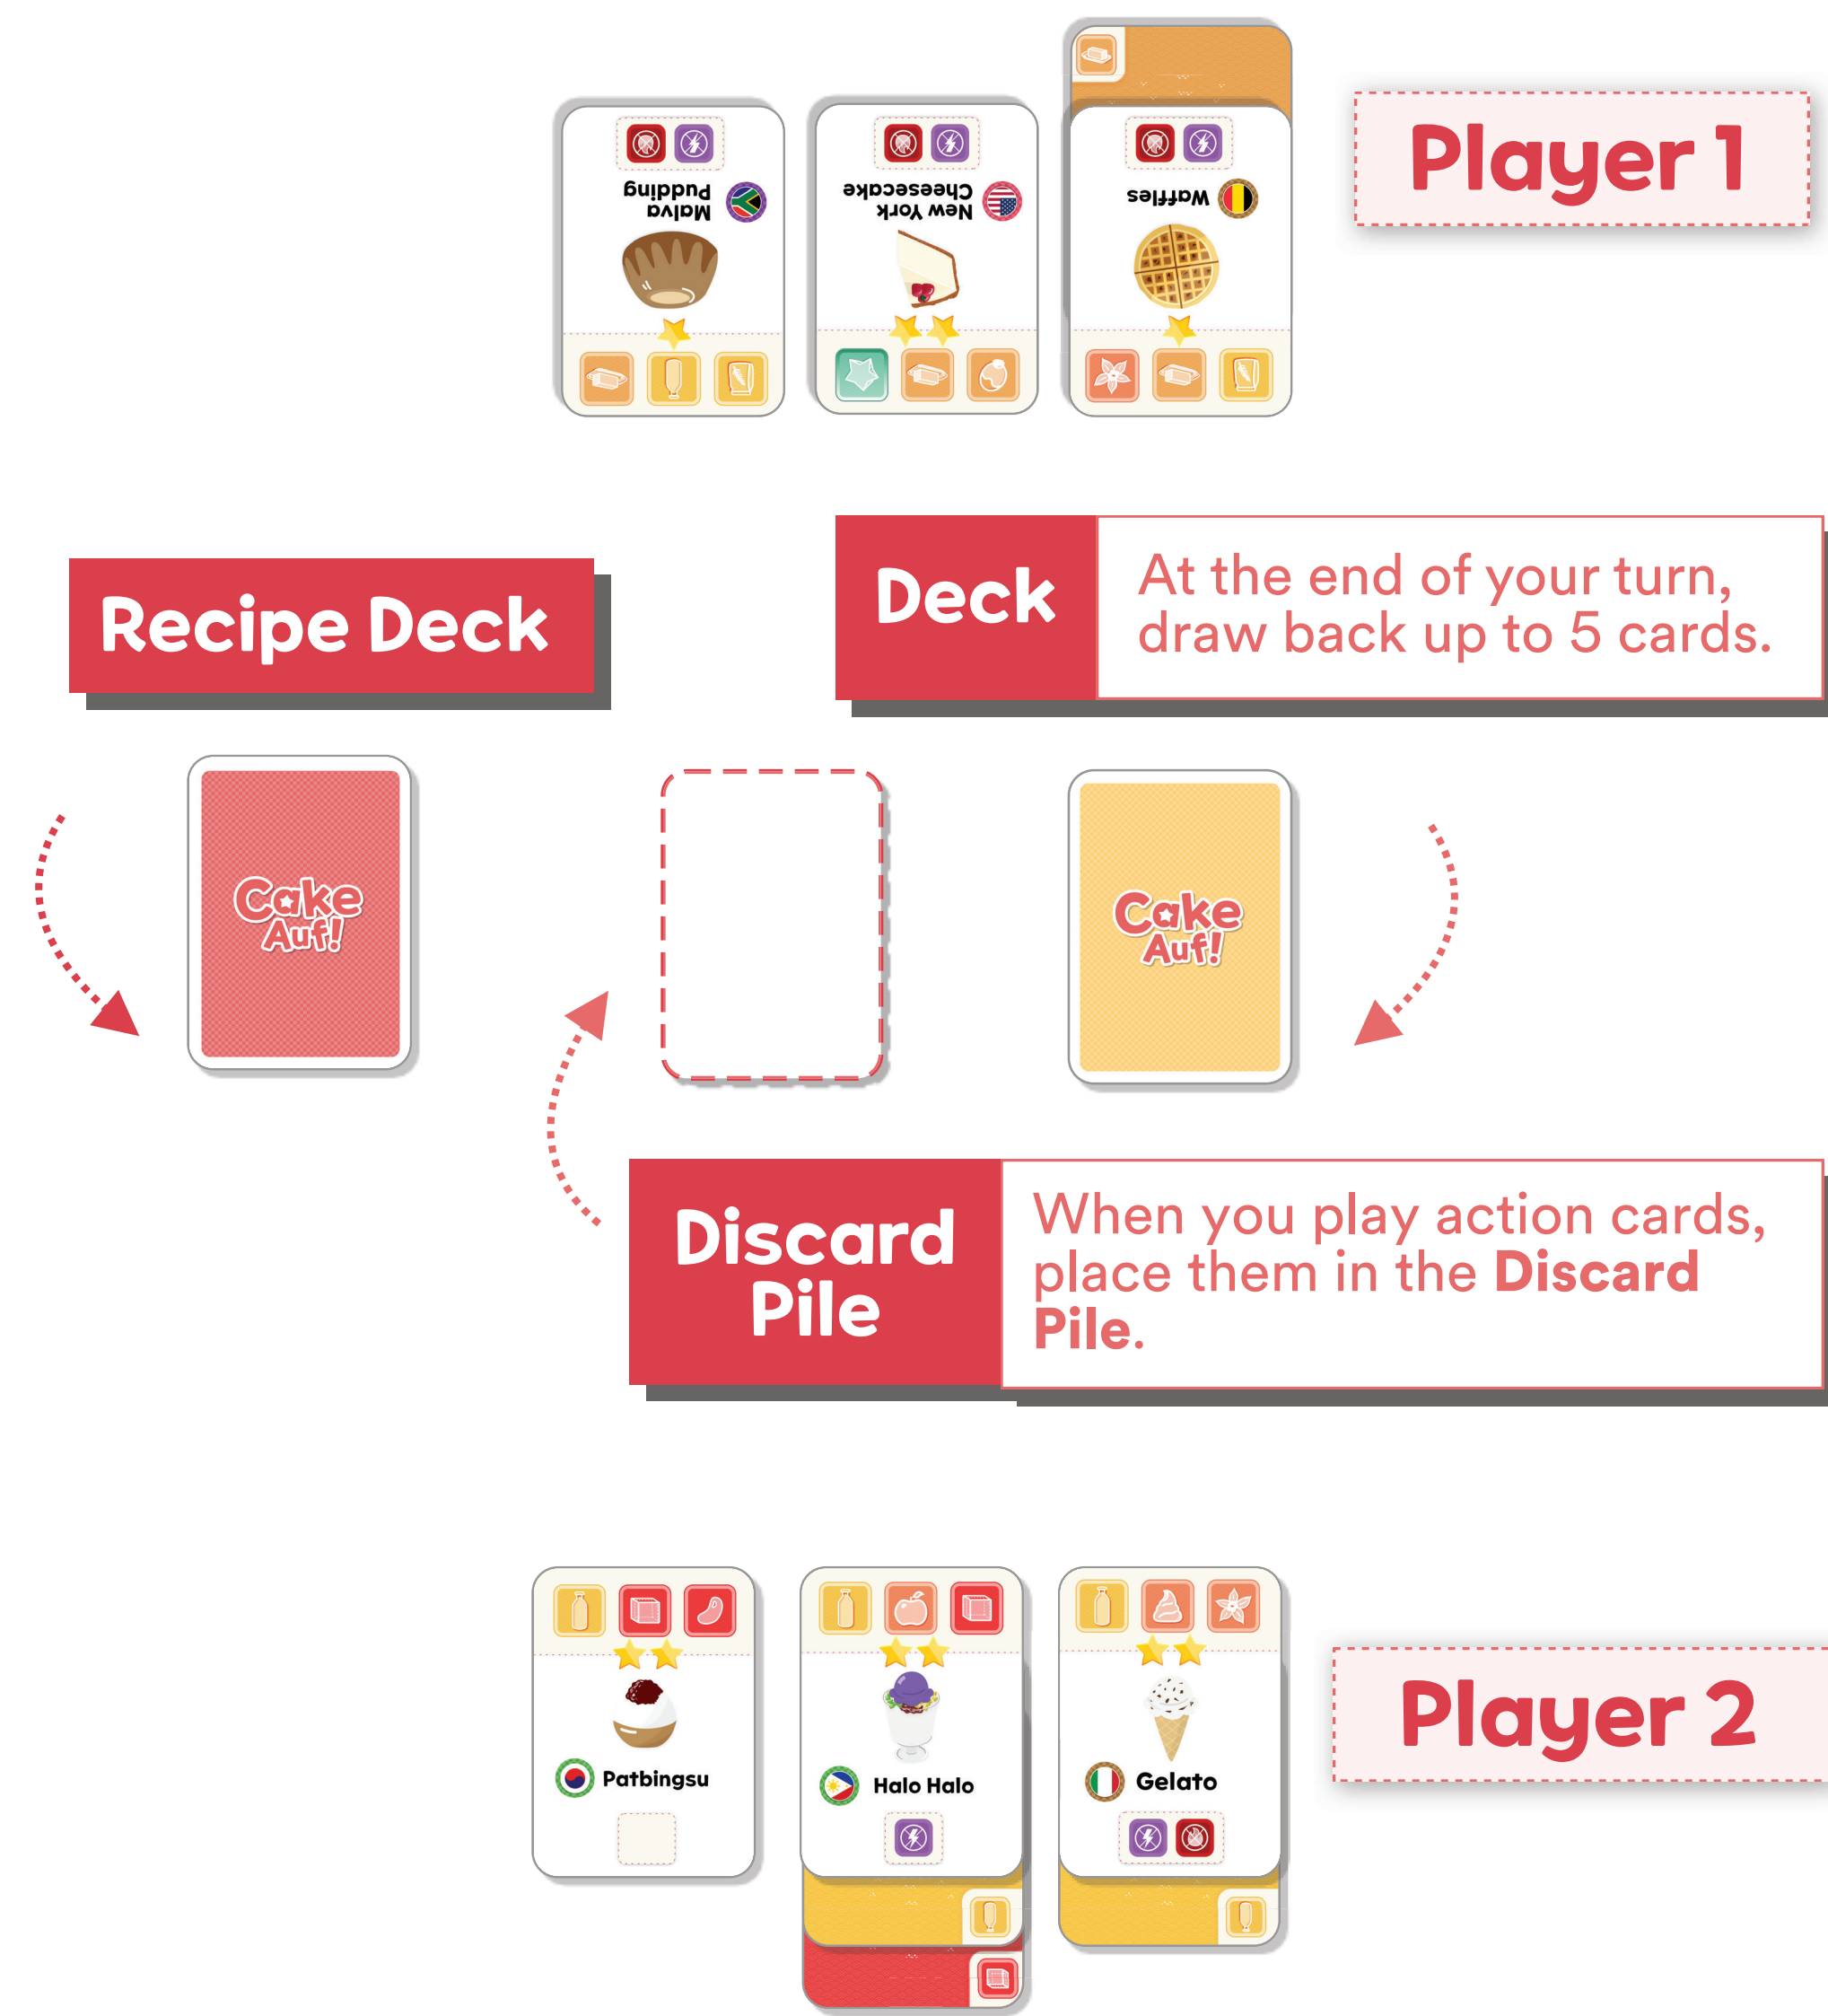 Player 1
Malva
Pudding
New York
Cheesecake
Waffles
Recipe Deck
Deck
At the end of your turn,
draw back up to 5 cards.
Cake
Auf!
Cake
Auf!
Discard
Pile
When you play action cards,
place them in the Discard
Pile.
Patbingsu
Halo Halo
Gelato
Player 2